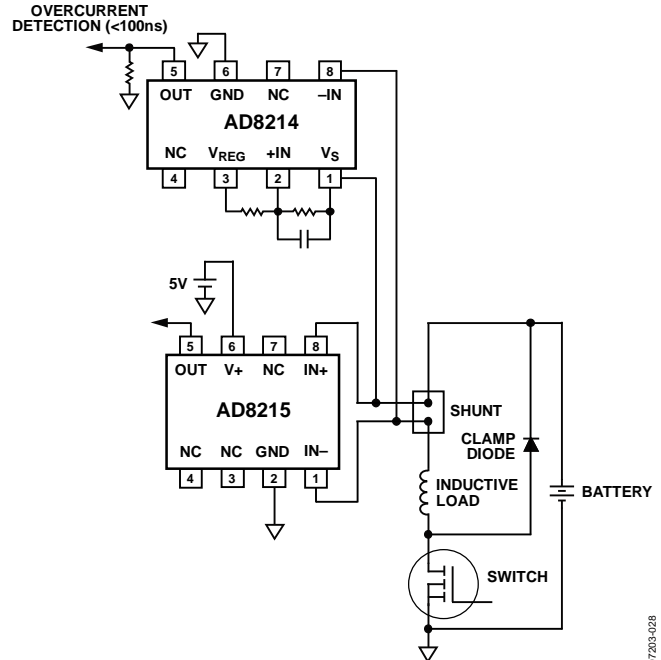 OVERCURRENT
DETECTION (<100ns)
5 6 7 8
OUT GND NC –IN
AD8214
NC VREG +IN VS
4 3 2 1
5V
5 6 7 8
OUT V+ NC IN+
AD8215
NC NC GND IN–
4 3 2 1
SHUNT
CLAMP
DIODE
INDUCTIVE
LOAD
BATTERY
SWITCH
07203-028